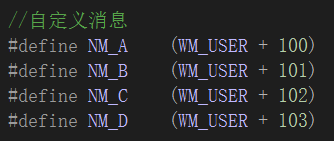 //自定义消息
#define NM_A    (WM_USER + 100)
#define NM_B    (WM_USER + 101)
#define NM_C    (WM_USER + 102)
#define NM_D    (WM_USER + 103)